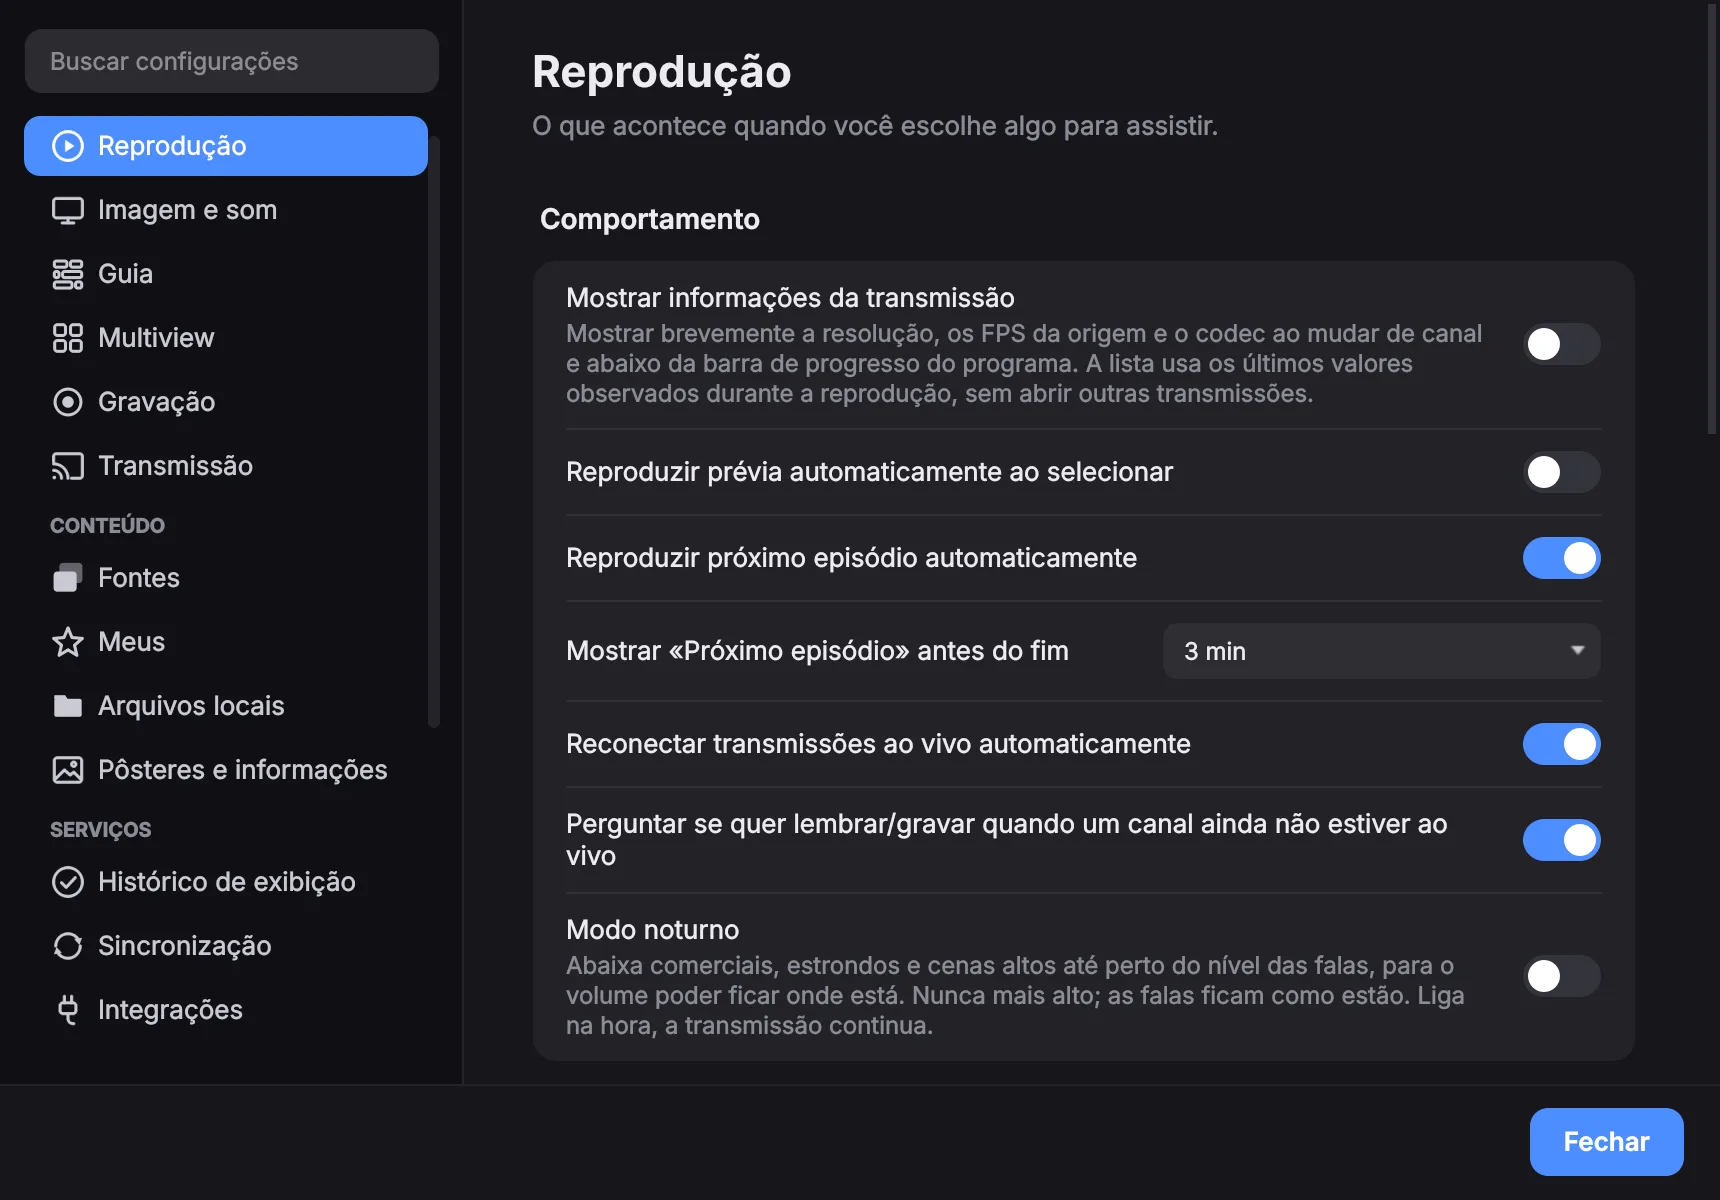 Buscar configurações
Reprodução
Imagem e som
Guia
Multiview
Gravação
Transmissão
CONTEÚDO
Fontes
Meus
Arquivos locais
Pôsteres e informações
SERVIÇOS
Histórico de exibição
Sincronização
Integrações
Reprodução
O que acontece quando você escolhe algo para assistir.
Comportamento
Mostrar informações da transmissão
Mostrar brevemente a resolução, os FPS da origem e o codec ao mudar de canal
e abaixo da barra de progresso do programa. A lista usa os últimos valores
observados durante a reprodução, sem abrir outras transmissões.
Reproduzir prévia automaticamente ao selecionar
Reproduzir próximo episódio automaticamente
Mostrar «Próximo episódio» antes do fim
3 min
Reconectar transmissões ao vivo automaticamente
Perguntar se quer lembrar/gravar quando um canal ainda não estiver ao
vivo
Modo noturno
Abaixa comerciais, estrondos e cenas altos até perto do nível das falas, para o
volume poder ficar onde está. Nunca mais alto; as falas ficam como estão. Liga
na hora, a transmissão continua.
Fechar